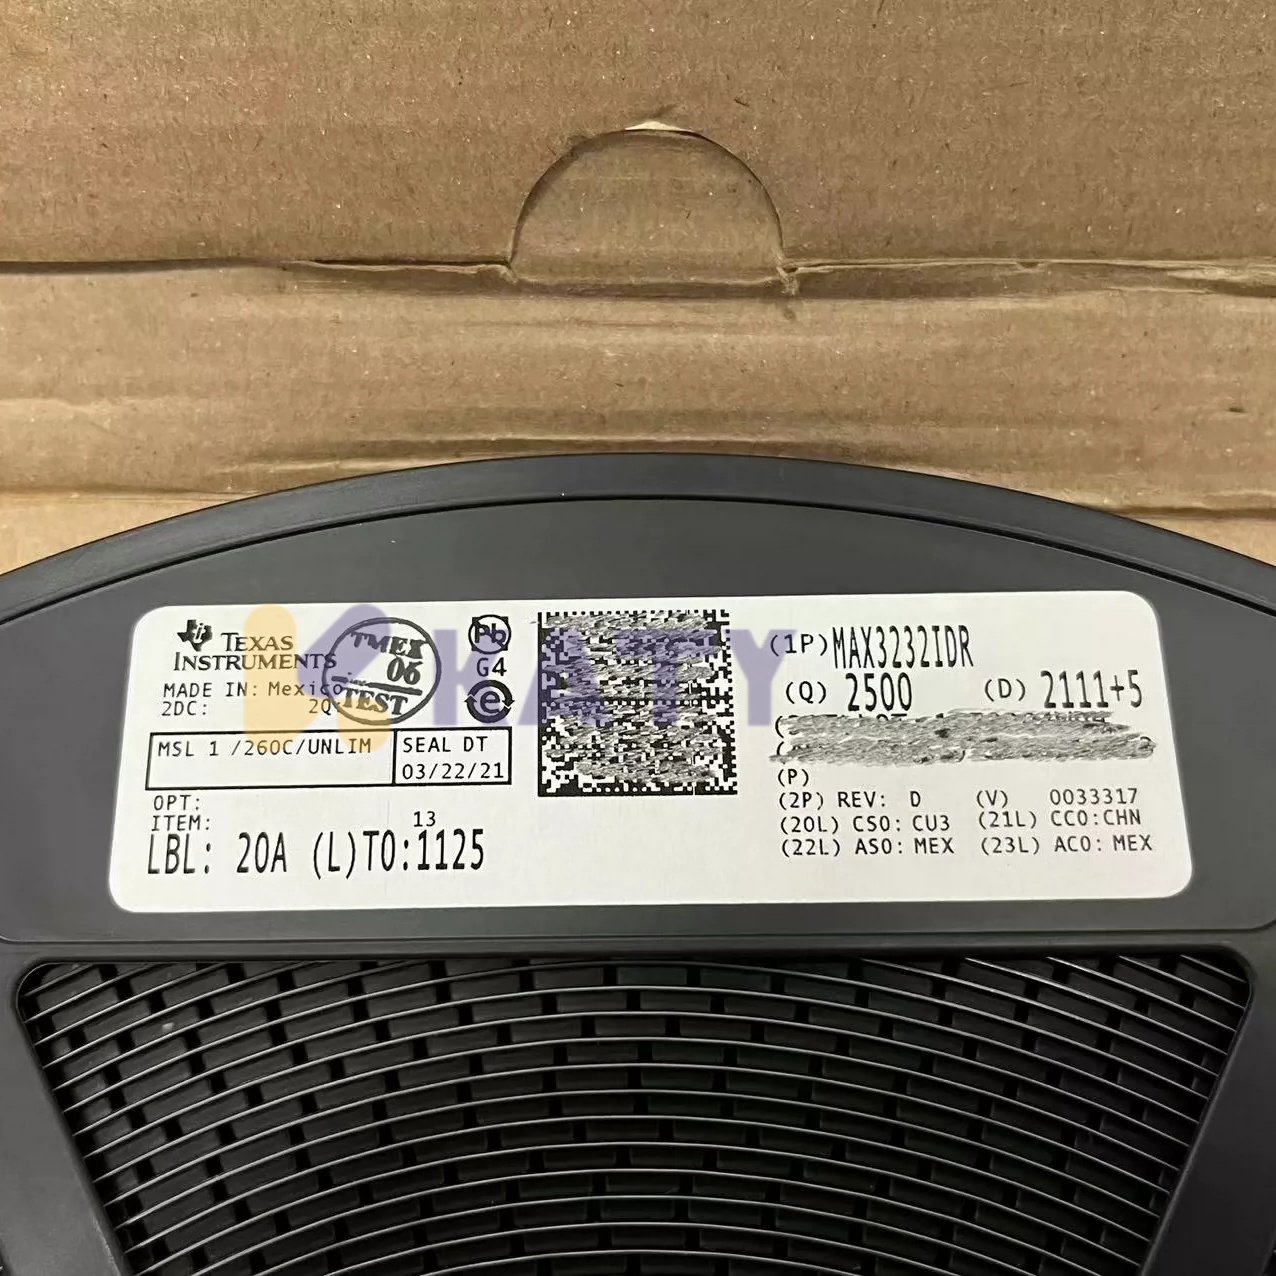 TEXAS
INSTRUMENTS
MADE IN: Mexico
2DC: 2Q:
TMEX
06
TEST
Pb
G4
e
MSL 1 /260C/UNLIM
SEAL DT
03/22/21
OPT:
ITEM: 13
LBL: 20A (L)TO:1125
(1P)MAX3232IDR
(Q) 2500 (D) 2111+5
(P)
(2P) REV: D (V) 0033317
(20L) CSO: CU3 (21L) CCO:CHN
(22L) ASO: MEX (23L) ACO: MEX
KATY